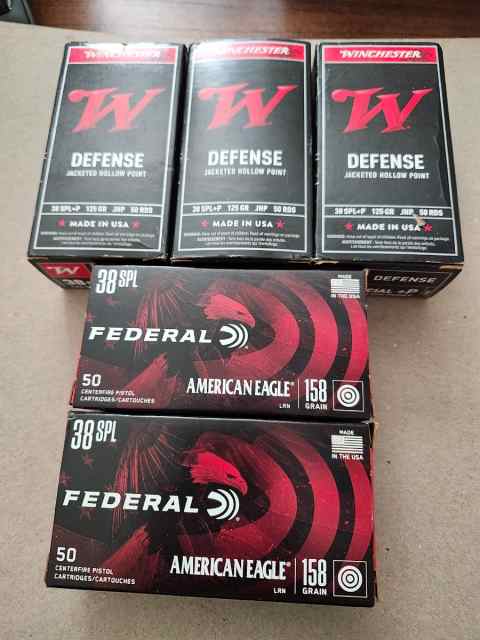 WINCHESTER
W
DEFENSE
JACKETED HOLLOW POINT
38 SPL+P 125 GR JHP 50 RDS
★ MADE IN USA ★
WINCHESTER
W
DEFENSE
JACKETED HOLLOW POINT
38 SPL+P 125 GR JHP 50 RDS
★ MADE IN USA ★
WINCHESTER
W
DEFENSE
JACKETED HOLLOW POINT
38 SPL+P 125 GR JHP 50 RDS
★ MADE IN USA ★
W
DEFENSE
CIAL +P
38 SPL
MADE
IN THE USA
FEDERAL
50
CENTERFIRE PISTOL
CARTRIDGES/CARTOUCHES
AMERICAN EAGLE®
LRN
158
GRAIN
38 SPL
MADE
IN THE USA
FEDERAL
50
CENTERFIRE PISTOL
CARTRIDGES/CARTOUCHES
AMERICAN EAGLE®
LRN
158
GRAIN